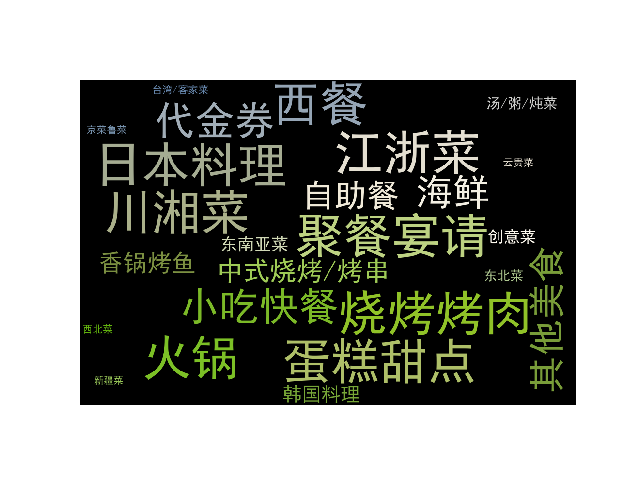 台湾/客家菜
西餐
代金券
汤/粥/炖菜
京菜鲁菜
江浙菜
日本料理
云贵菜
自助餐
海鲜
川湘菜
聚餐宴请
创意菜
东南亚菜
香锅烤鱼
中式烧烤/烤串
东北菜
其他美食
小吃快餐
烧烤烤肉
西北菜
火锅
蛋糕甜点
新疆菜
韩国料理